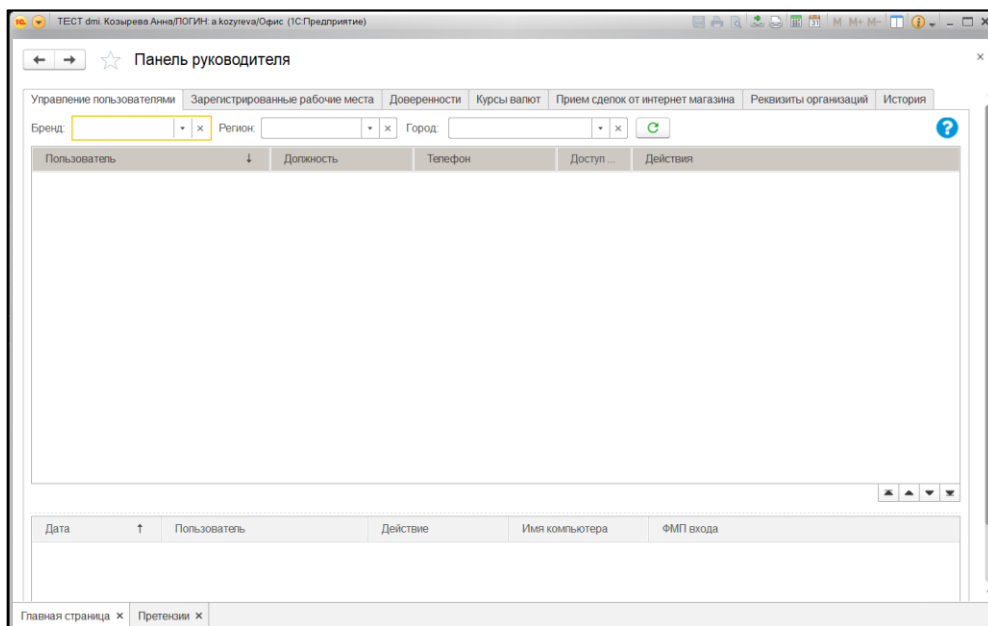 ТЕСТ dmi. Козырева Анна/ЛОГИН: a.kozyreva/Офис (1С:Предприятие)
M M+ M-
Панель руководителя
Управление пользователями Зарегистрированные рабочие места Доверенности Курсы валют Прием сделок от интернет магазина Реквизиты организаций История
Бренд: Регион: Город:
Пользователь Должность Телефон Доступ ... Действия
Дата Пользователь Действие Имя компьютера ФМП входа
Главная страница Претензии